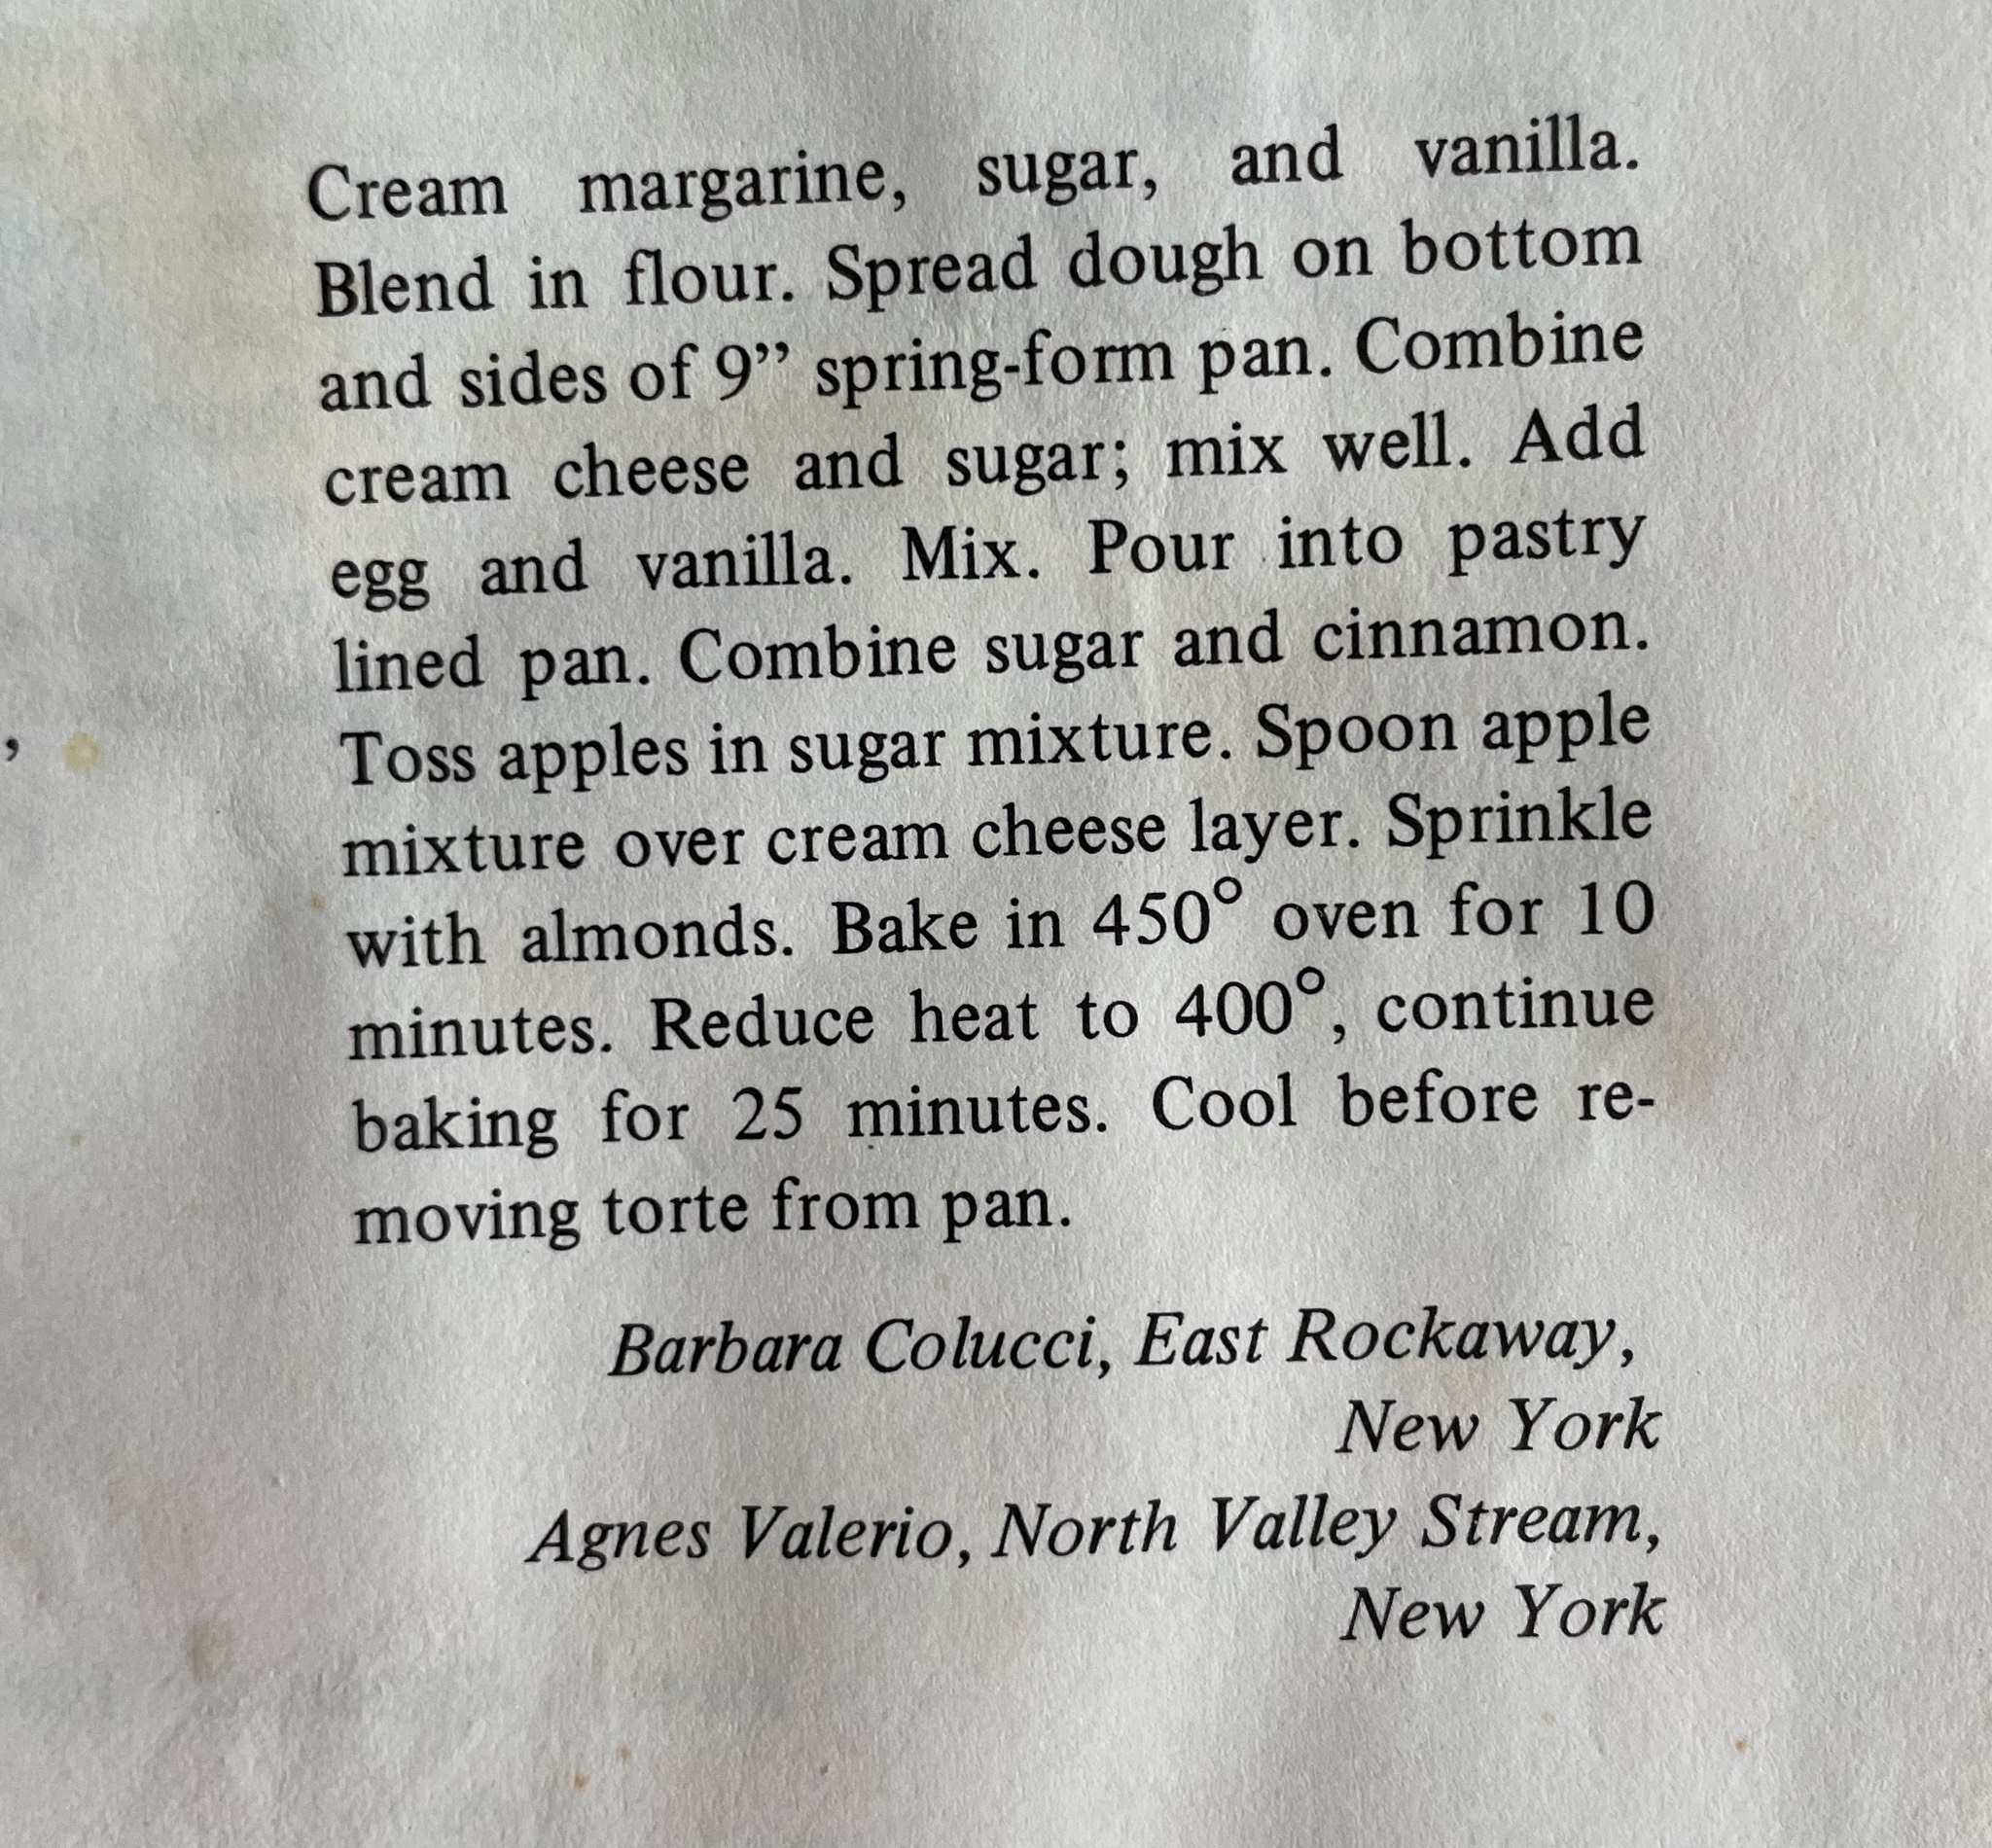 Cream margarine, sugar, and vanilla.
Blend in flour. Spread dough on bottom
and sides of 9” spring-form pan. Combine
cream cheese and sugar; mix well. Add
egg and vanilla. Mix. Pour into pastry
lined pan. Combine sugar and cinnamon.
Toss apples in sugar mixture. Spoon apple
mixture over cream cheese layer. Sprinkle
with almonds. Bake in 450° oven for 10
minutes. Reduce heat to 400°, continue
baking for 25 minutes. Cool before re-
moving torte from pan.
Barbara Colucci, East Rockaway,
New York
Agnes Valerio, North Valley Stream,
New York